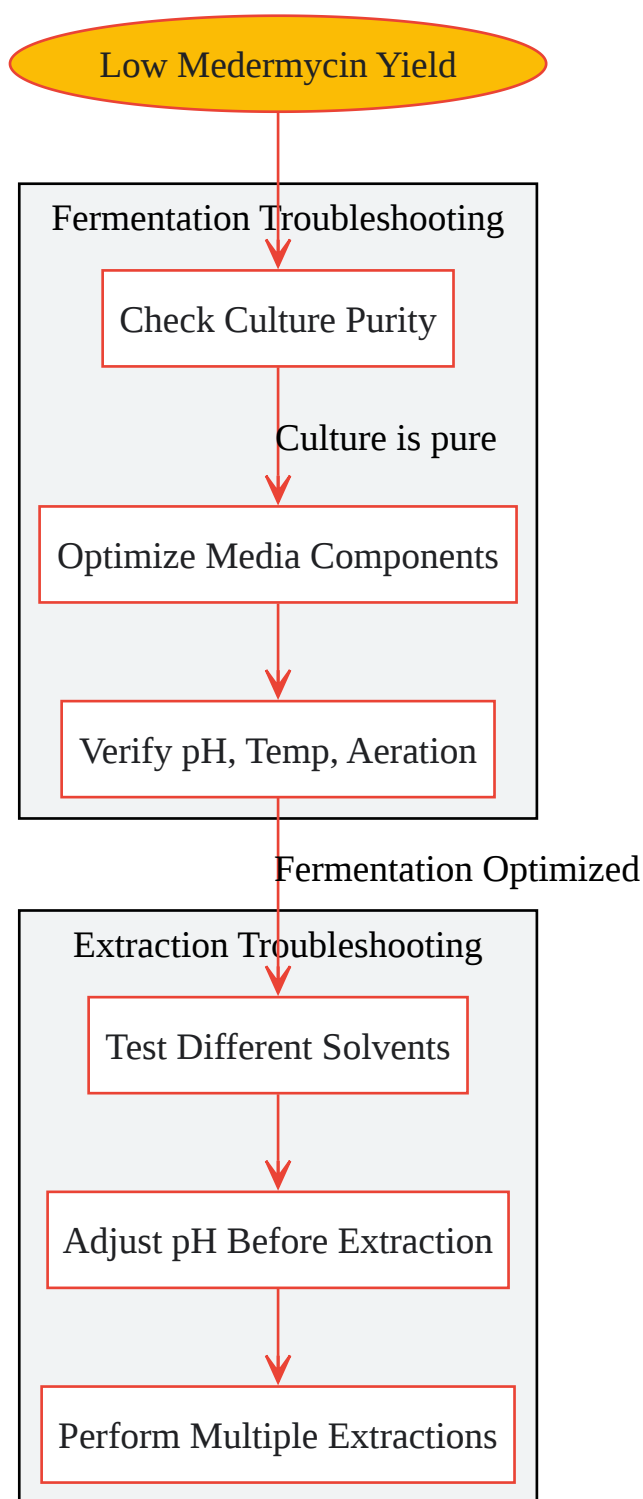 Low Medermycin Yield
Fermentation Troubleshooting
Check Culture Purity
Culture is pure
Optimize Media Components
Verify pH, Temp, Aeration
Fermentation Optimized
Extraction Troubleshooting
Test Different Solvents
Adjust pH Before Extraction
Perform Multiple Extractions